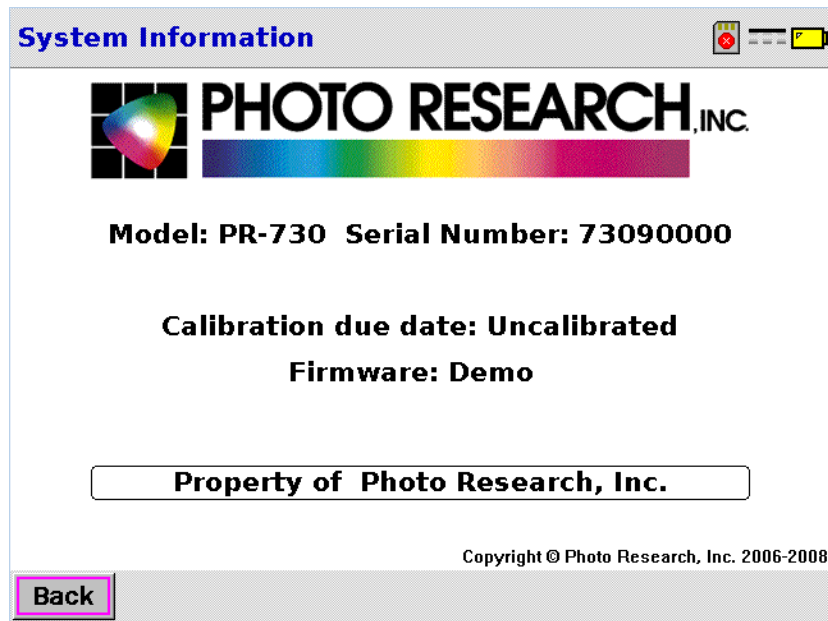 System Information
PHOTO RESEARCH, INC.
Model: PR-730 Serial Number: 73090000
Calibration due date: Uncalibrated
Firmware: Demo
Property of Photo Research, Inc.
Copyright © Photo Research, Inc. 2006-2008
Back